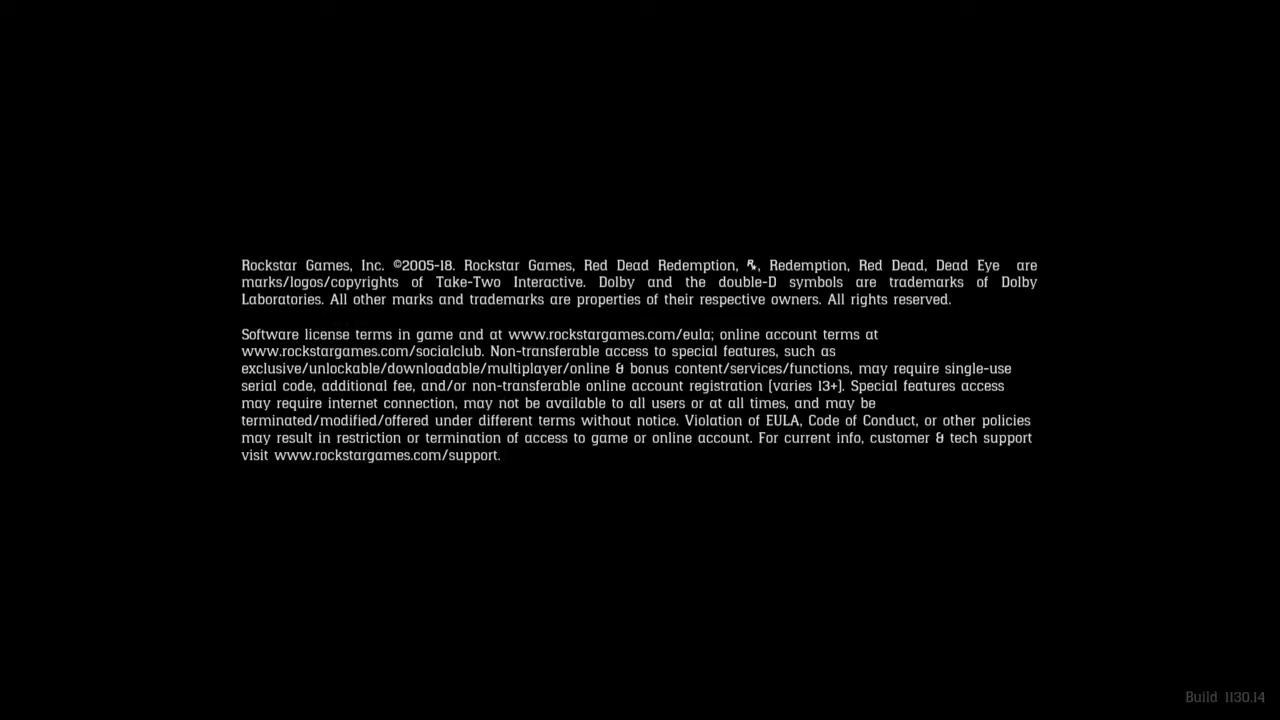 Rockstar Games, Inc. ©2005-18. Rockstar Games, Red Dead Redemption, R*, Redemption, Red Dead, Dead Eye are
marks/logos/copyrights of Take-Two Interactive. Dolby and the double-D symbols are trademarks of Dolby
Laboratories. All other marks and trademarks are properties of their respective owners. All rights reserved.
Software license terms in game and at www.rockstargames.com/eula; online account terms at
www.rockstargames.com/socialclub. Non-transferable access to special features, such as
exclusive/unlockable/downloadable/multiplayer/online & bonus content/services/functions, may require single-use
serial code, additional fee, and/or non-transferable online account registration (varies 13+). Special features access
may require internet connection, may not be available to all users or at all times, and may be
terminated/modified/offered under different terms without notice. Violation of EULA, Code of Conduct, or other policies
may result in restriction or termination of access to game or online account. For current info, customer & tech support
visit www.rockstargames.com/support.
Build 1130.14